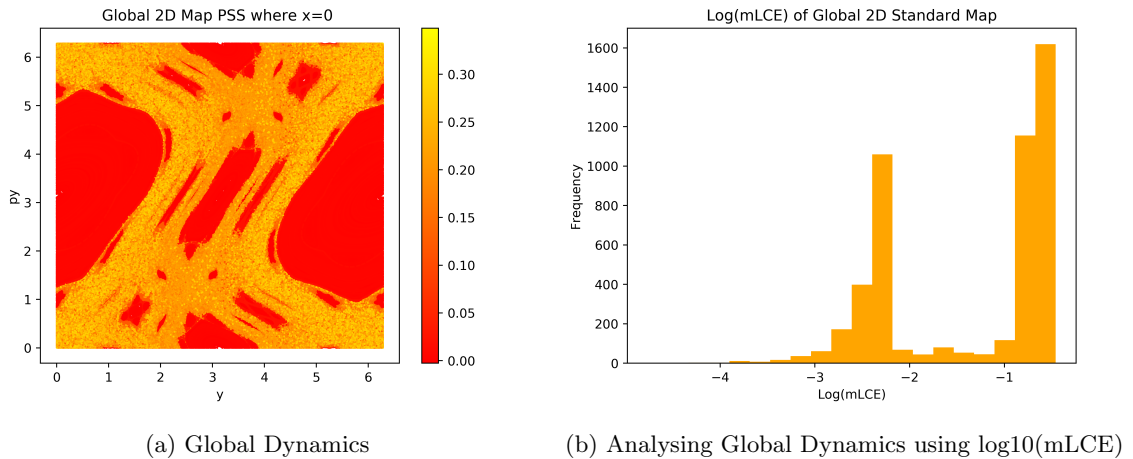 Global 2D Map PSS where x=0
6
5
4
3
2
1
0
py
0 1 2 3 4 5 6
y
0.30
0.25
0.20
0.15
0.10
0.05
0.00
(a) Global Dynamics
Log(mLCE) of Global 2D Standard Map
1600
1400
1200
1000
800
600
400
200
0
Frequency
−4 −3 −2 −1
Log(mLCE)
(b) Analysing Global Dynamics using log10(mLCE)